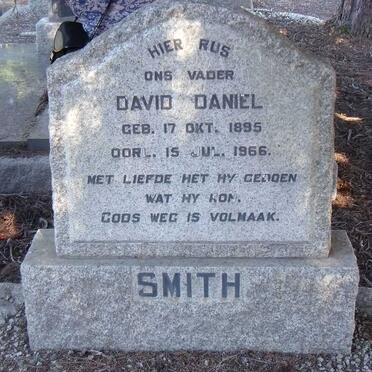 HIER RUS
ONS VADER
DAVID DANIEL
GEB. 17 OKT. 1895
OORL. 15 JUL. 1966.
MET LIEFDE HET HY GEDOEN
WAT HY KON.
GODS WEG IS VOLMAAK.
SMITH